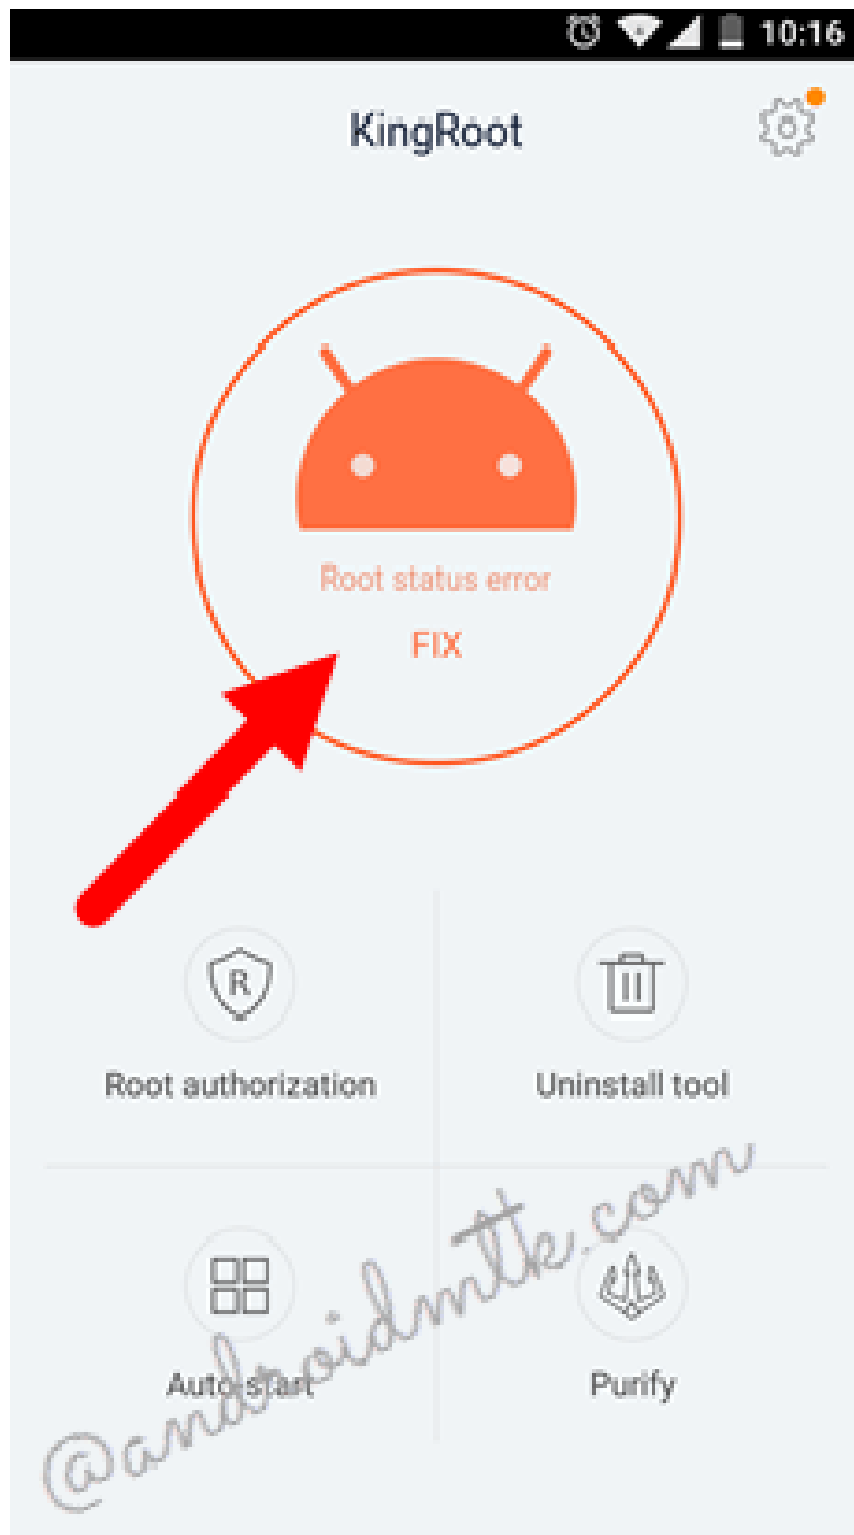 10:16
KingRoot
Root status error
FIX
R
Root authorization
Uninstall tool
Auto-start
Purify
@androidmtk.com